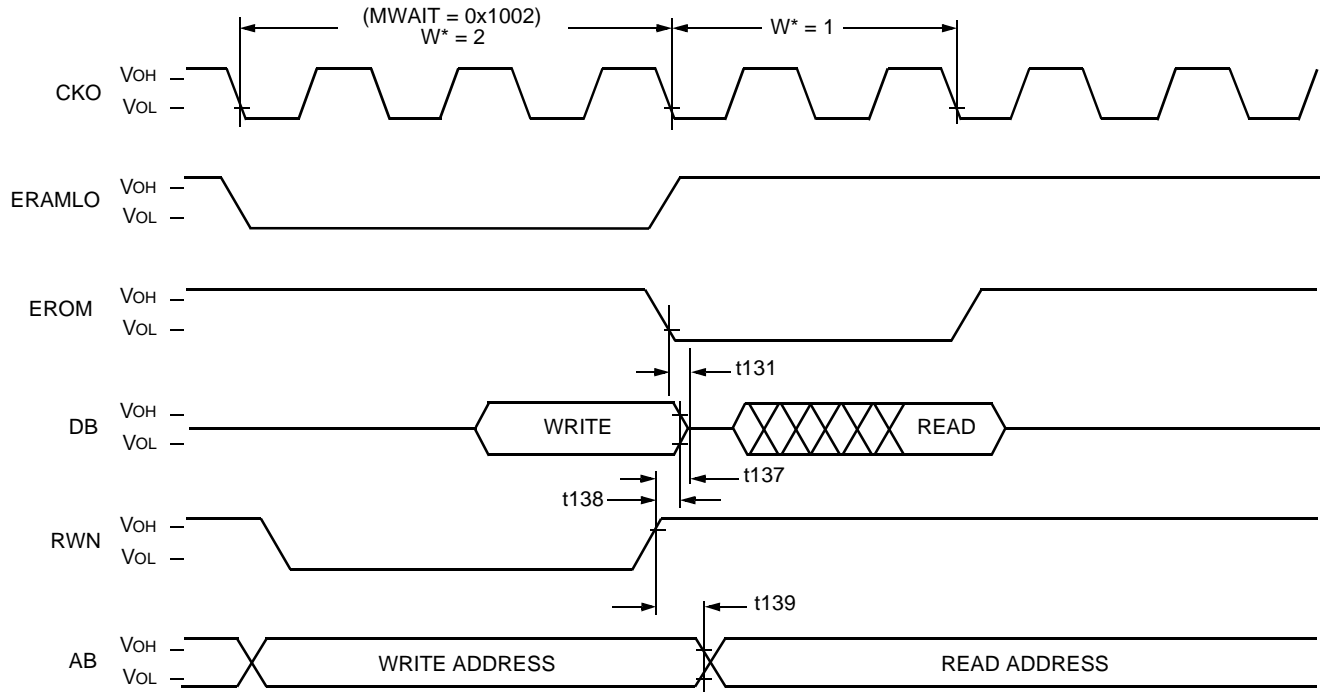 (MWAIT = 0x1002)
W* = 2
W* = 1
CKO
VOH
VOL
ERAMLO
VOH
VOL
EROM
VOH
VOL
t131
DB
VOH
VOL
WRITE
READ
t137
t138
RWN
VOH
VOL
t139
AB
VOH
VOL
WRITE ADDRESS
READ ADDRESS